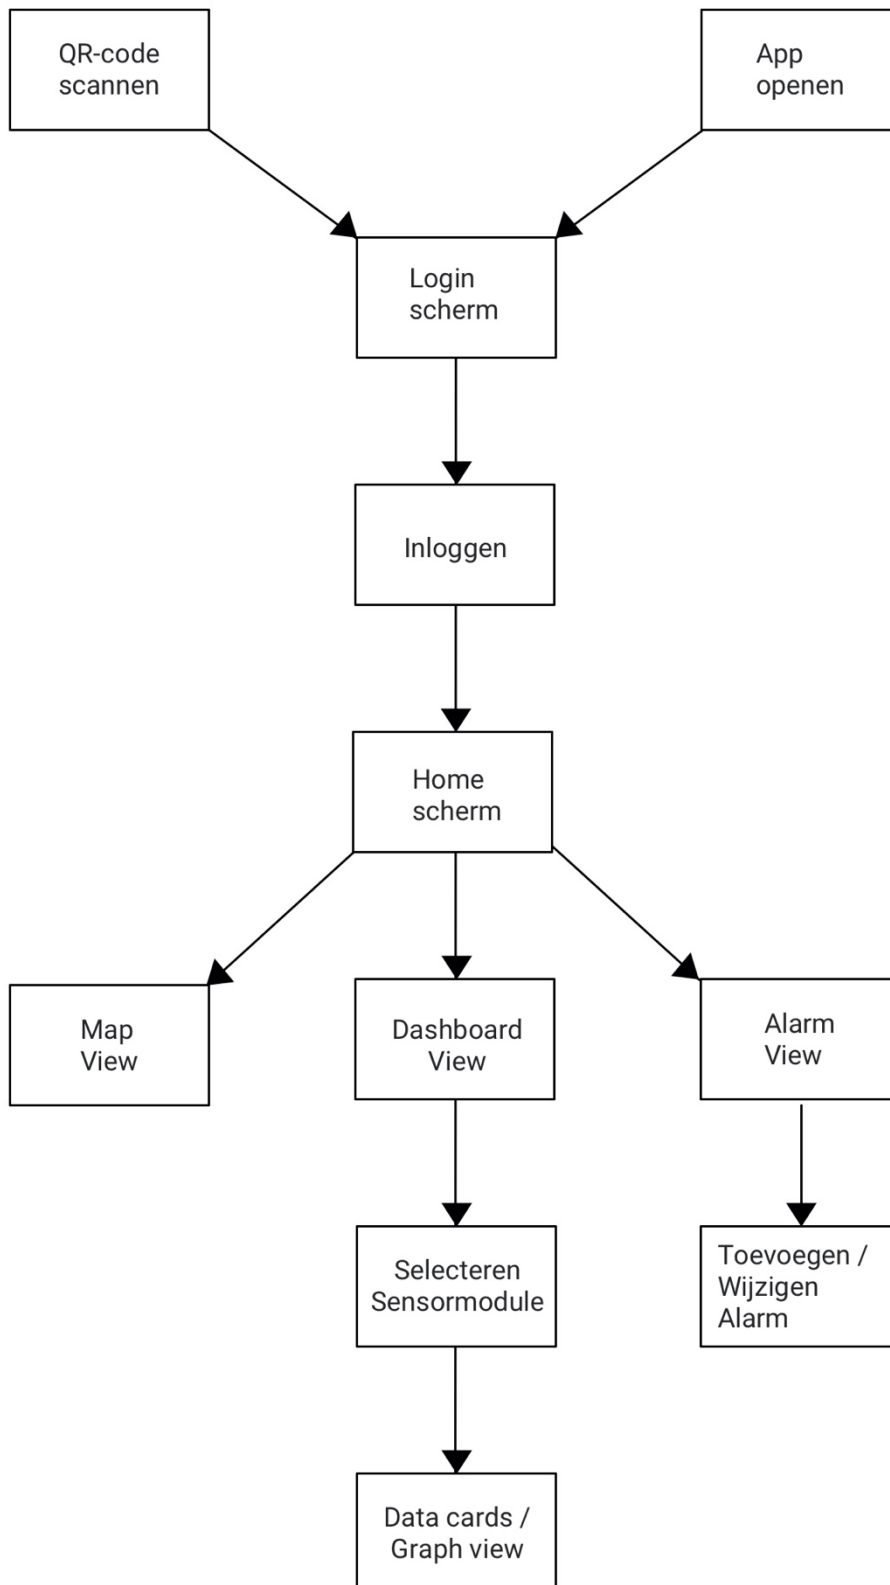 QR-code
scannen
App
openen
Login
scherm
Inloggen
Home
scherm
Map
View
Dashboard
View
Alarm
View
Selecteren
Sensormodule
Toevoegen /
Wijzigen
Alarm
Data cards /
Graph view